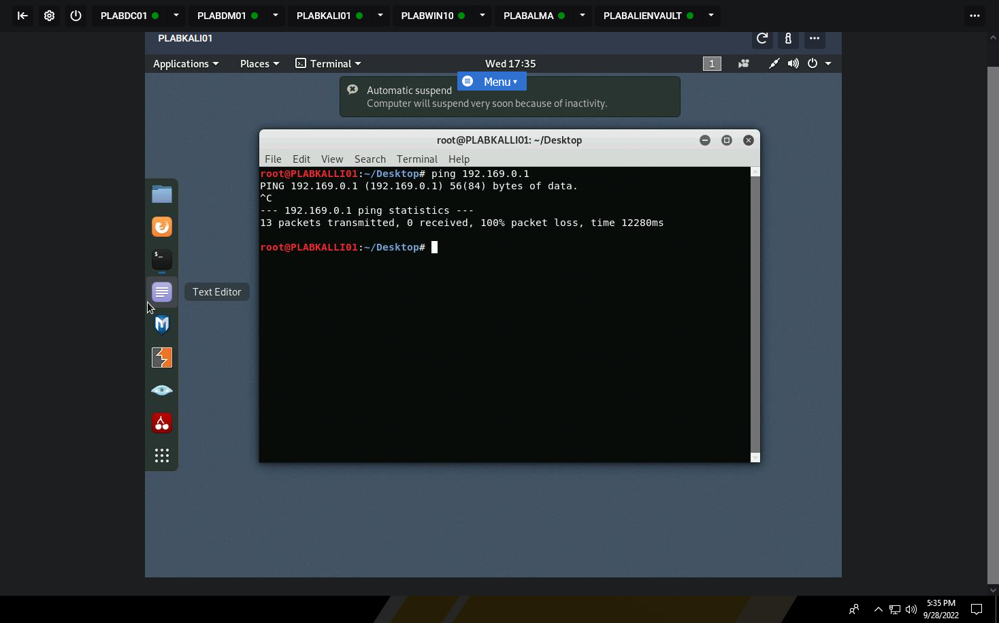 PLABDC01 PLABDM01 PLABKALI01 PLABWIN10 PLABALMA PLABALIENVAULT
PLABKALI01
Applications Places Terminal Wed 17:35 1
Menu
Automatic suspend
Computer will suspend very soon because of inactivity.
root@PLABKALLI01: ~/Desktop
File Edit View Search Terminal Help
root@PLABKALLI01:~/Desktop# ping 192.169.0.1
PING 192.169.0.1 (192.169.0.1) 56(84) bytes of data.
^C
--- 192.169.0.1 ping statistics ---
13 packets transmitted, 0 received, 100% packet loss, time 12280ms
root@PLABKALLI01:~/Desktop#
$_
Text Editor
5:35 PM
9/28/2022